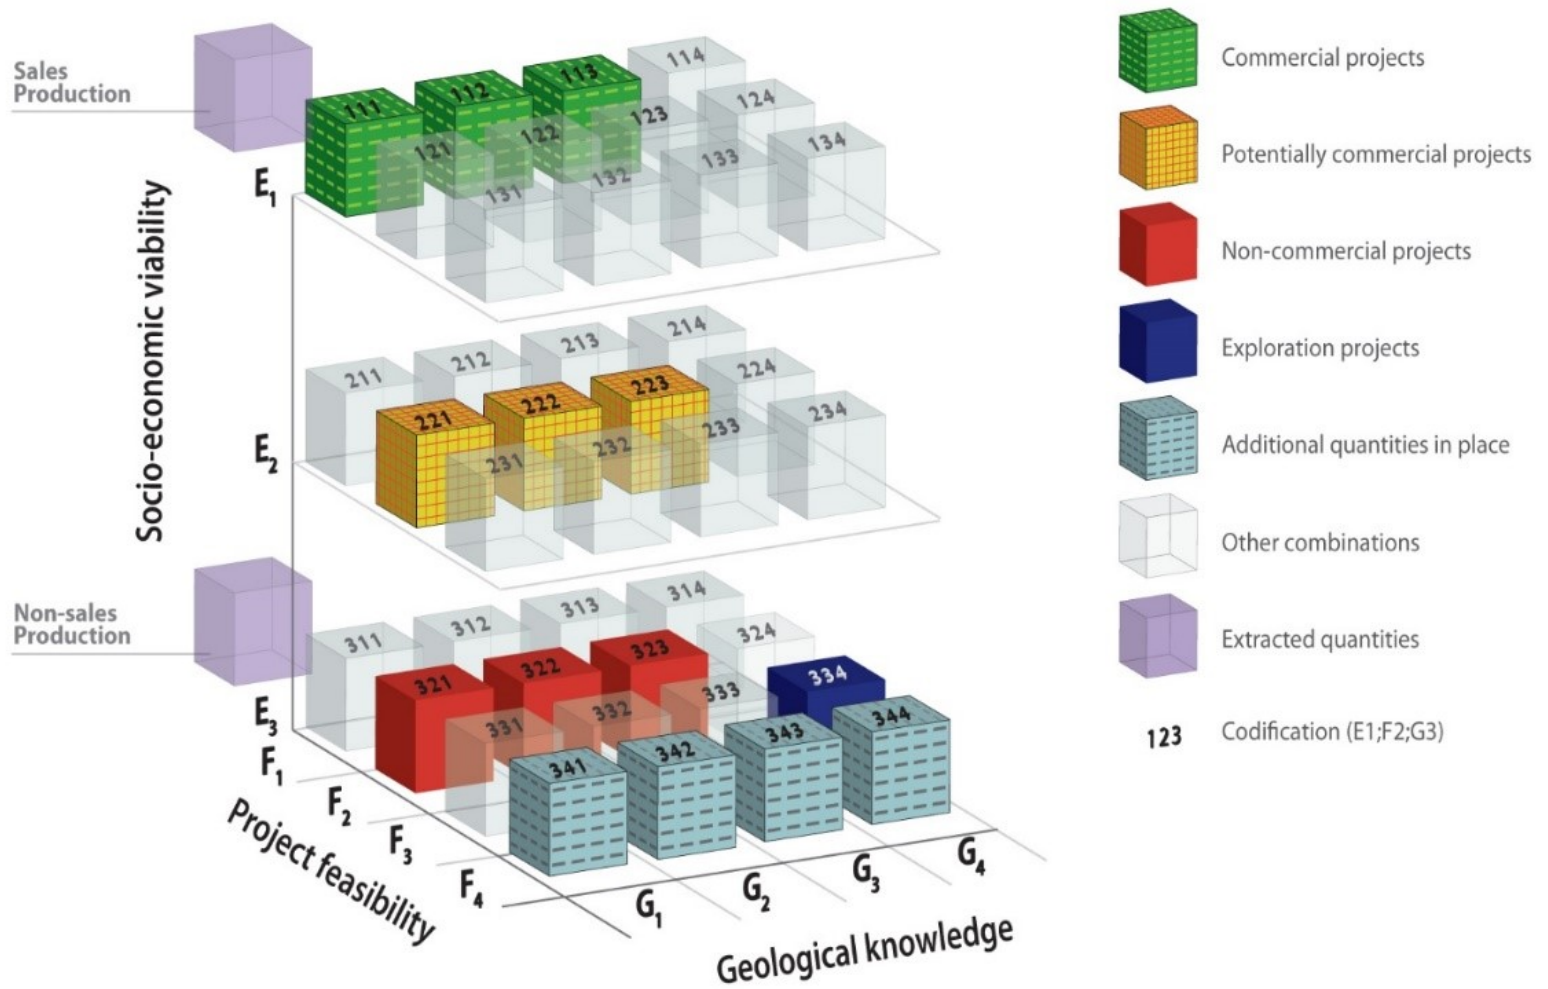 Sales
Production
Socio-economic viability
E1
111
112
113
114
121
122
123
124
131
132
133
134
E2
211
212
213
214
221
222
223
224
231
232
233
234
Non-sales
Production
E3
311
312
313
314
321
322
323
324
331
332
333
334
341
342
343
344
F1
F2
F3
F4
Project feasibility
G1
G2
G3
G4
Geological knowledge
Commercial projects
Potentially commercial projects
Non-commercial projects
Exploration projects
Additional quantities in place
Other combinations
Extracted quantities
123 Codification (E1;F2;G3)